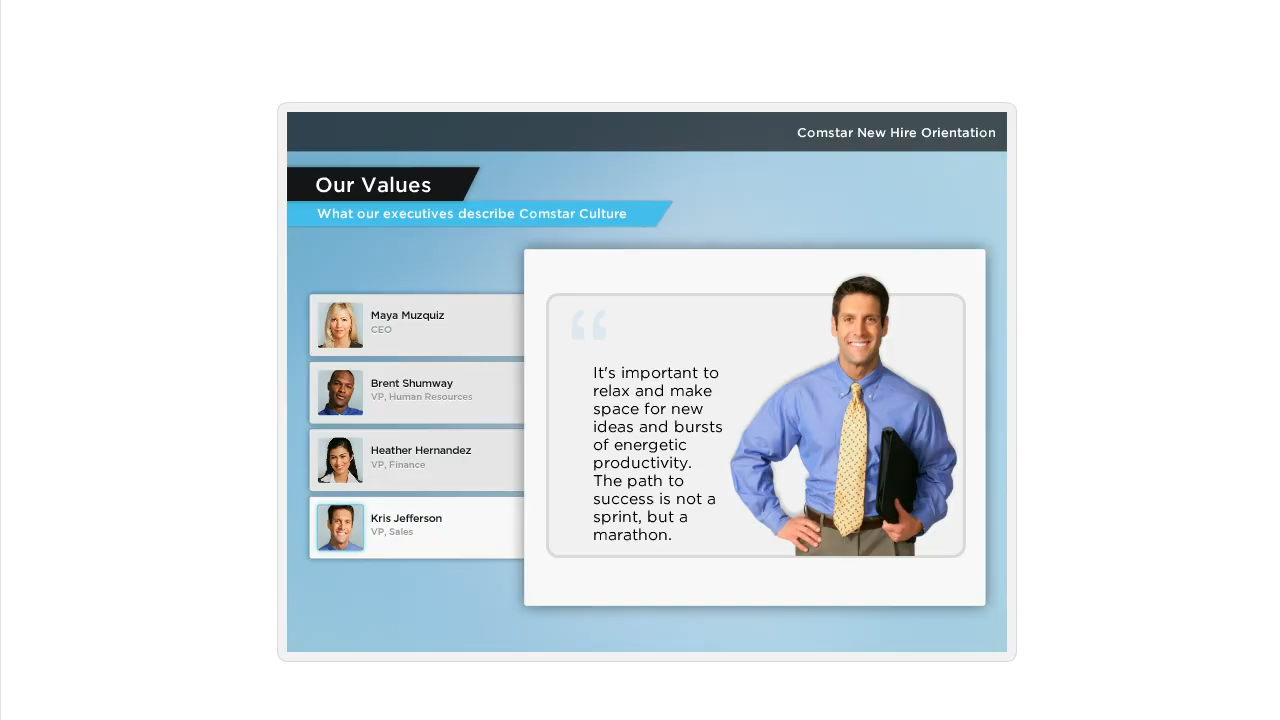 Comstar New Hire Orientation
Our Values
What our executives describe Comstar Culture
Maya Muzquiz
CEO
Brent Shumway
VP, Human Resources
Heather Hernandez
VP, Finance
Kris Jefferson
VP, Sales
“
It's important to
relax and make
space for new
ideas and bursts
of energetic
productivity.
The path to
success is not a
sprint, but a
marathon.